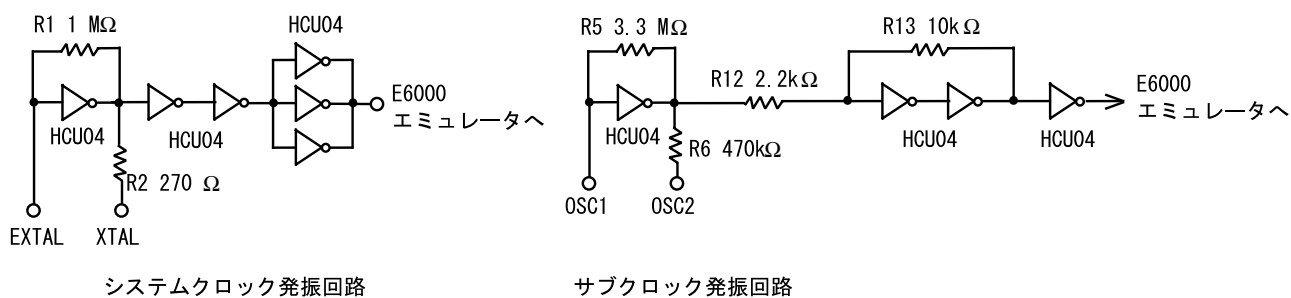 R1 1 MΩ
HCU04
HCU04
HCU04
R2 270 Ω
E6000
エミュレータへ
EXTAL
XTAL
システムクロック発振回路
R5 3.3 MΩ
HCU04
R6 470kΩ
R12 2.2kΩ
R13 10kΩ
HCU04
HCU04
E6000
エミュレータへ
OSC1
OSC2
サブクロック発振回路